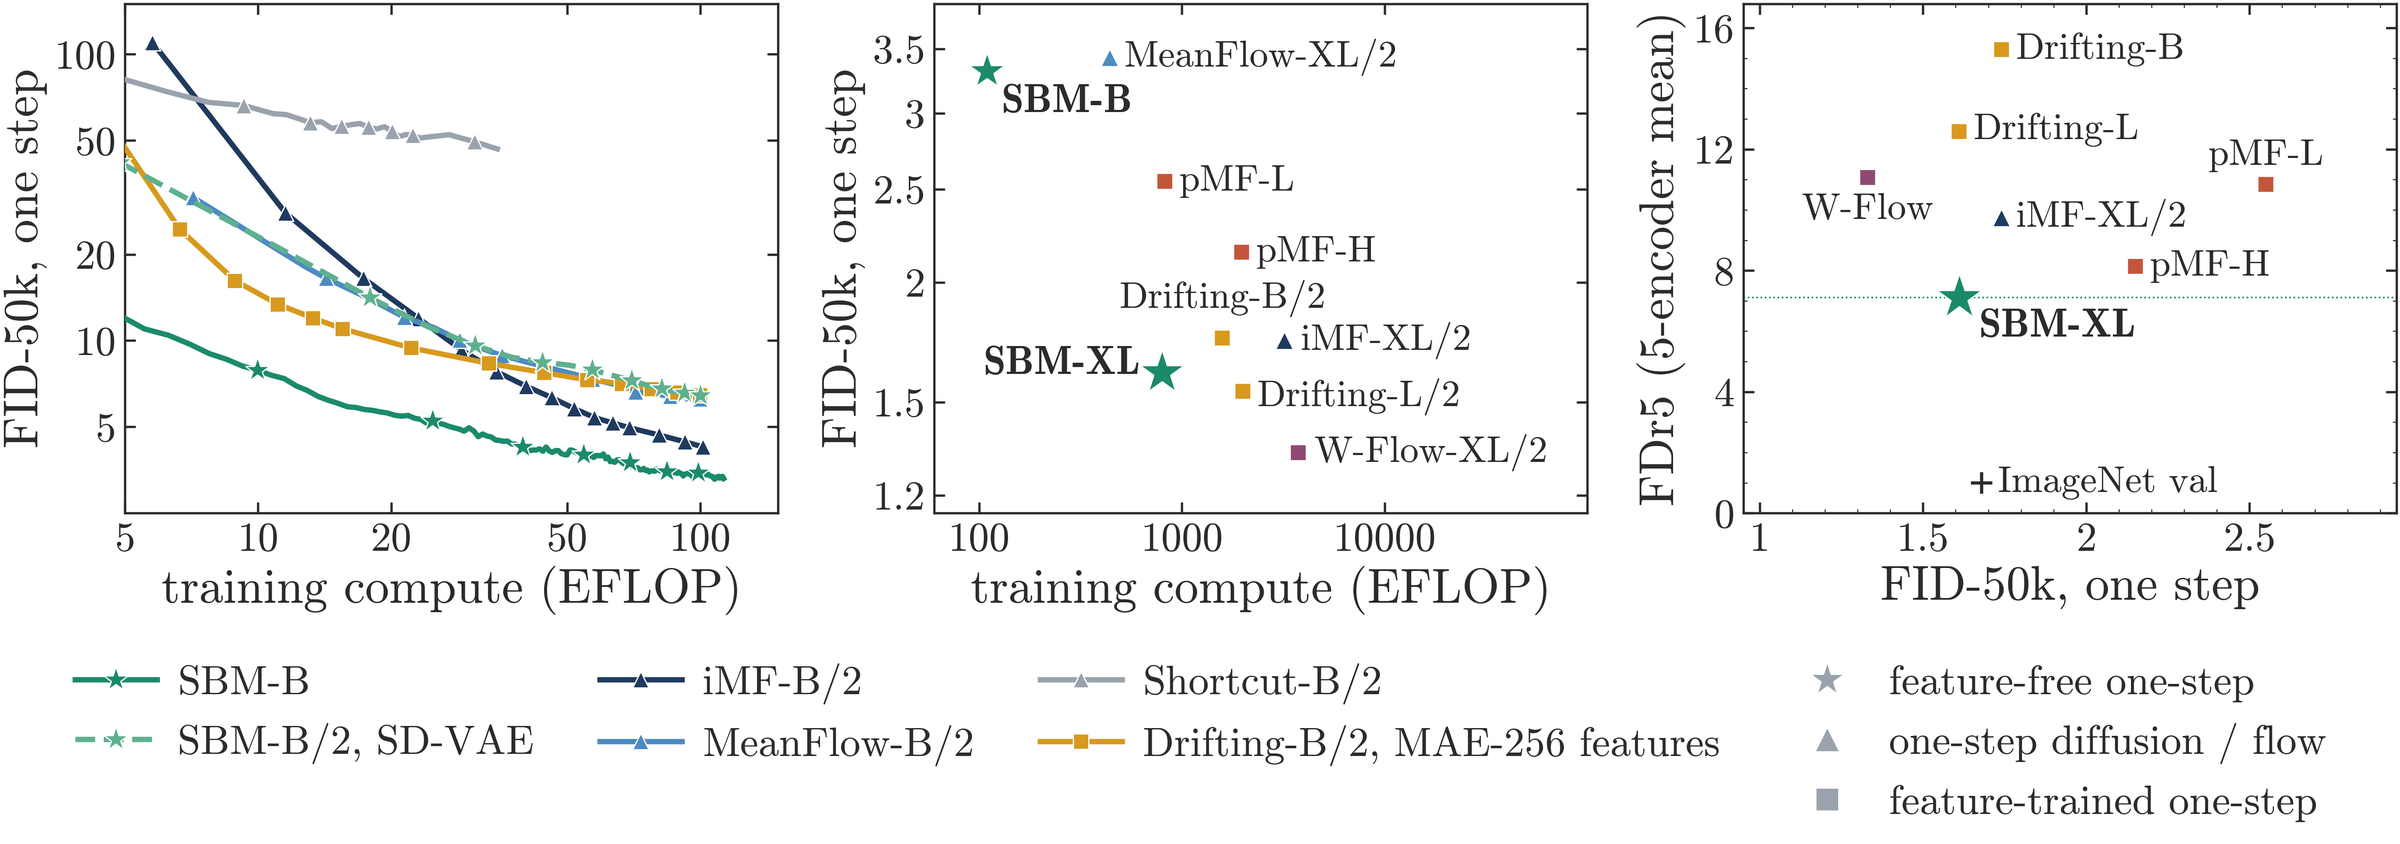 FID-50k, one step
100
50
20
10
5
5
10
20
50
100
training compute (EFLOP)
FID-50k, one step
3.5
3
2.5
2
1.5
1.2
MeanFlow-XL/2
SBM-B
pMF-L
pMF-H
Drifting-B/2
iMF-XL/2
SBM-XL
Drifting-L/2
W-Flow-XL/2
100
1000
10000
training compute (EFLOP)
FDr5 (5-encoder mean)
16
12
8
4
0
Drifting-B
Drifting-L
pMF-L
W-Flow
iMF-XL/2
pMF-H
SBM-XL
ImageNet val
1
1.5
2
2.5
FID-50k, one step
SBM-B
SBM-B/2, SD-VAE
iMF-B/2
MeanFlow-B/2
Shortcut-B/2
Drifting-B/2, MAE-256 features
feature-free one-step
one-step diffusion / flow
feature-trained one-step